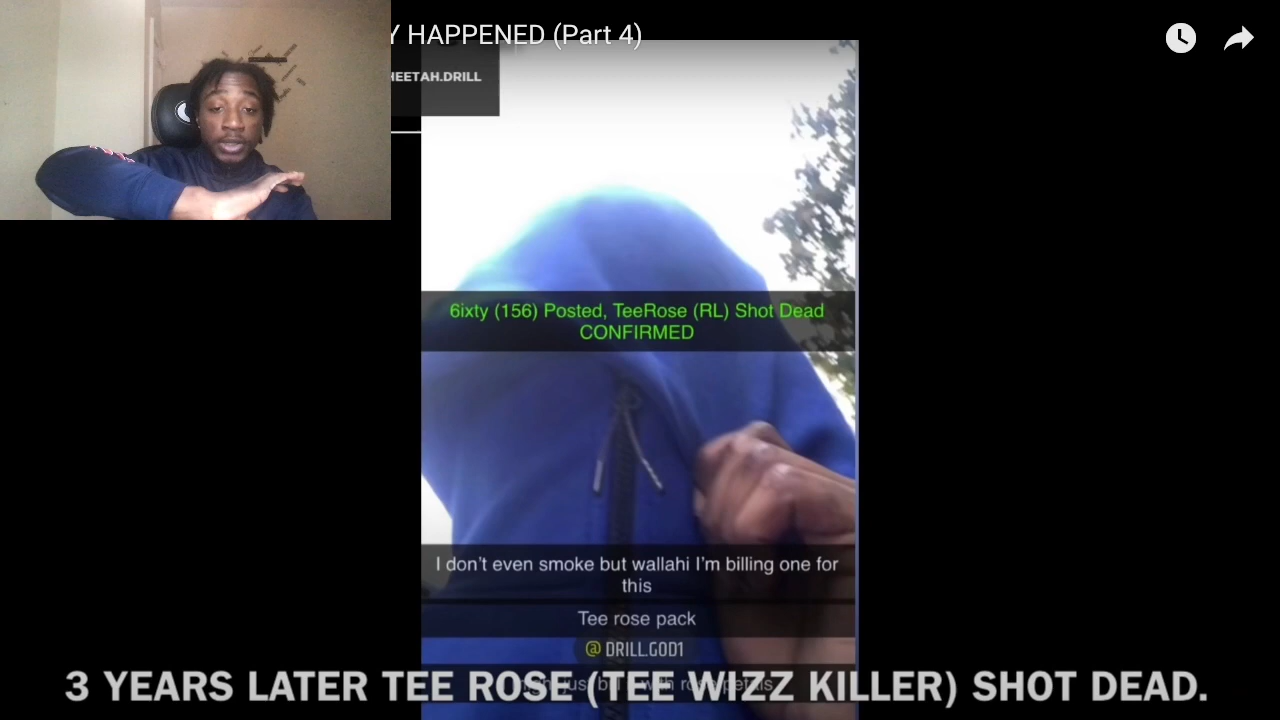 Y HAPPENED (Part 4)
HEETAH.DRILL
6ixty (156) Posted, TeeRose (RL) Shot Dead
CONFIRMED
I don't even smoke but wallahi I'm billing one for
this
Tee rose pack
@ DRILL.GOD1
3 YEARS LATER TEE ROSE (TEE WIZZ KILLER) SHOT DEAD.